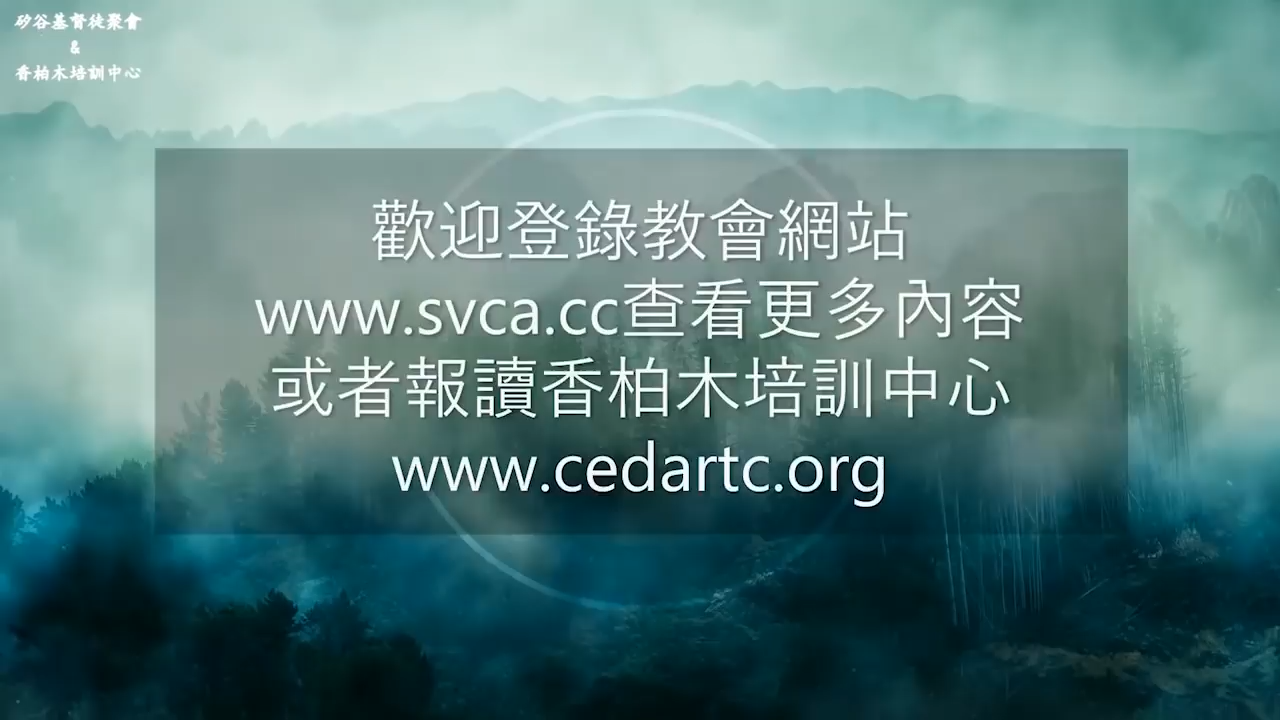 矽谷基督徒聚會
&
香柏木培訓中心
歡迎登錄教會網站
www.svca.cc查看更多內容
或者報讀香柏木培訓中心
www.cedartc.org